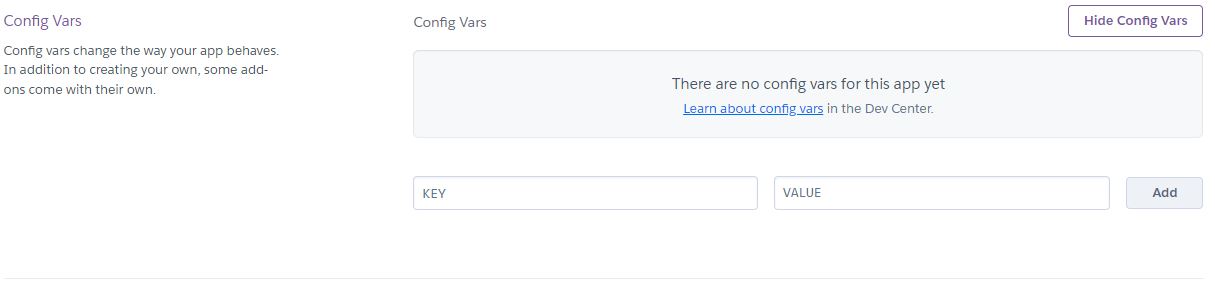 Config Vars
Config vars change the way your app behaves.
In addition to creating your own, some add-
ons come with their own.
Config Vars
Hide Config Vars
There are no config vars for this app yet
Learn about config vars in the Dev Center.
KEY
VALUE
Add